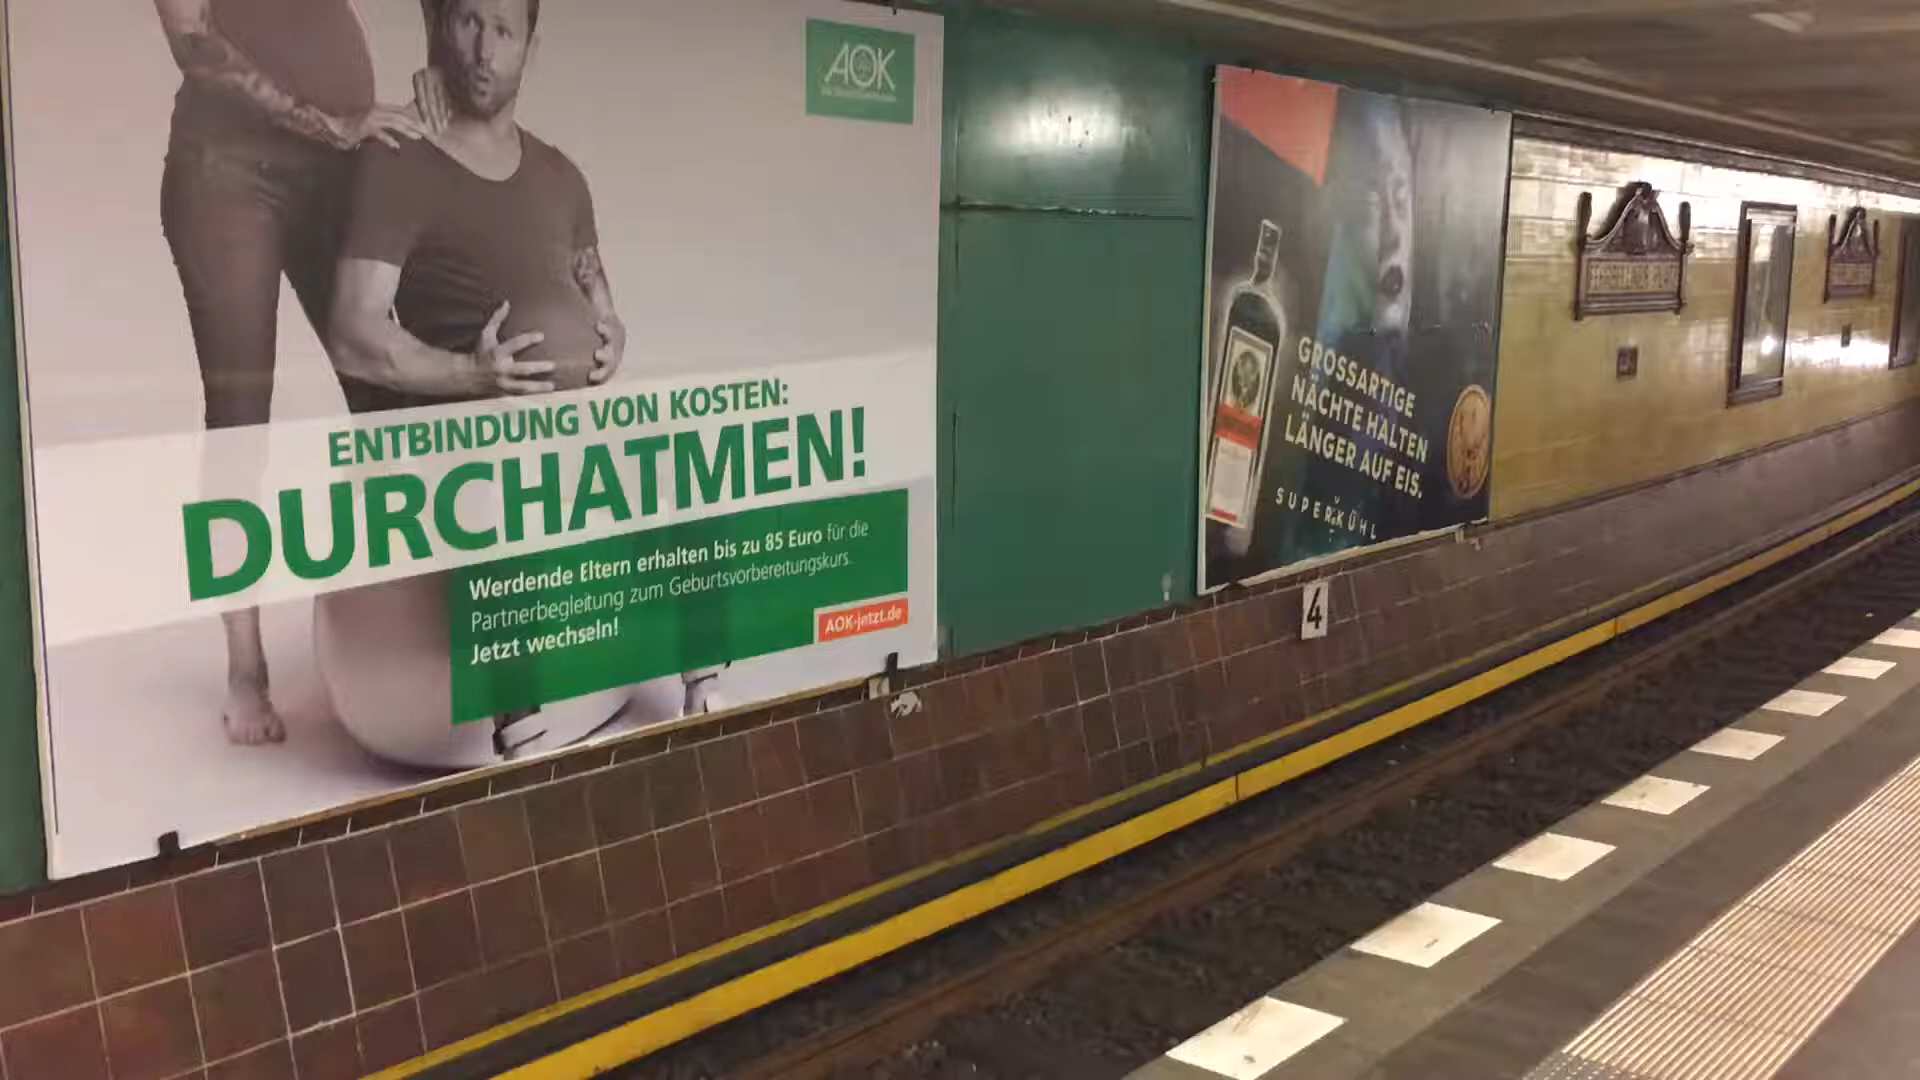 AOK
ENTBINDUNG VON KOSTEN:
DURCHATMEN!
Werdende Eltern erhalten bis zu 85 Euro für die
Partnerbegleitung zum Geburtsvorbereitungskurs.
Jetzt wechseln!
AOK-jetzt.de
GROSSARTIGE
NÄCHTE HALTEN
LÄNGER AUF EIS.
SUPERKÜHL
4